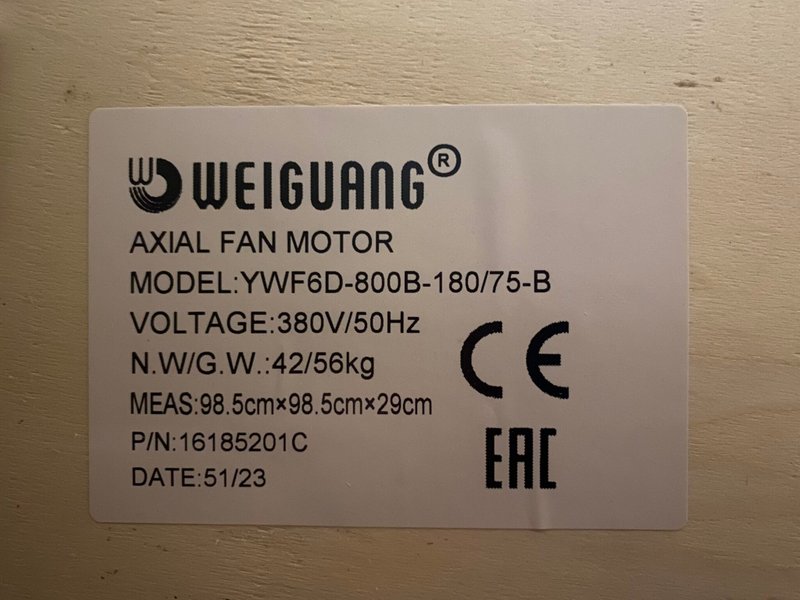 WEIGUANG®
AXIAL FAN MOTOR
MODEL:YWF6D-800B-180/75-B
VOLTAGE:380V/50Hz
N.W/G.W.:42/56kg
MEAS:98.5cm×98.5cm×29cm
P/N:16185201C
DATE:51/23
CE
EAC